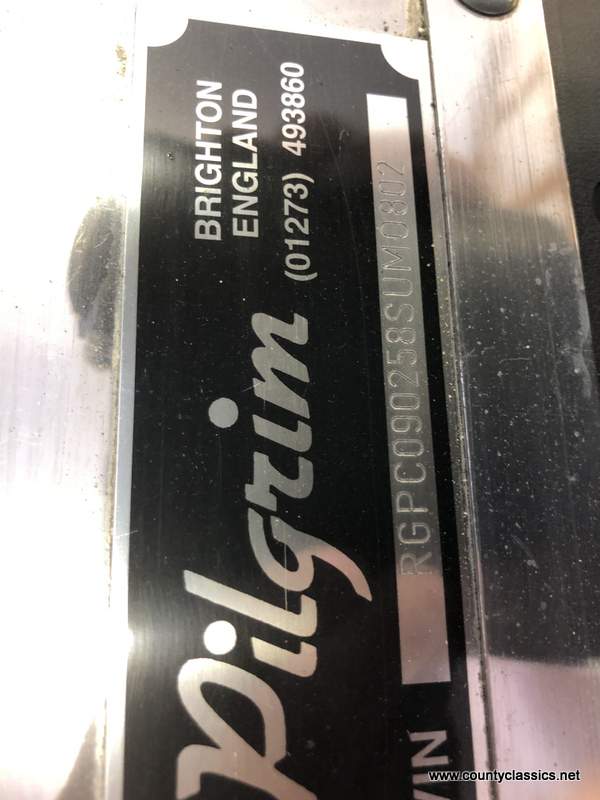 Pilgrim
BRIGHTON
ENGLAND
(01273) 493860
VIN
RGPC090258SUM0802
www.countyclassics.net